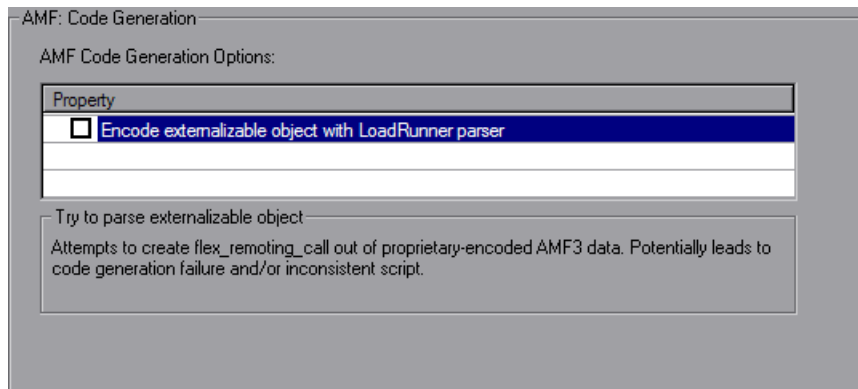 AMF: Code Generation
AMF Code Generation Options:
Property
Encode externalizable object with LoadRunner parser
Try to parse externalizable object
Attempts to create flex_remoting_call out of proprietary-encoded AMF3 data. Potentially leads to
code generation failure and/or inconsistent script.